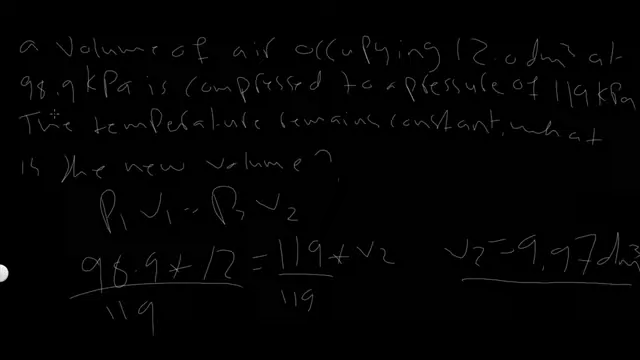 a volume of air occupying 12.0 dm³ at
98.9 kPa is compressed to a pressure of 119 kPa
The temperature remains constant. what
is the new volume?
P₁ V₁ = P₂ V₂
98.9 * 12 / 119 = 119 * V₂ / 119
V₂ = 9.97 dm³